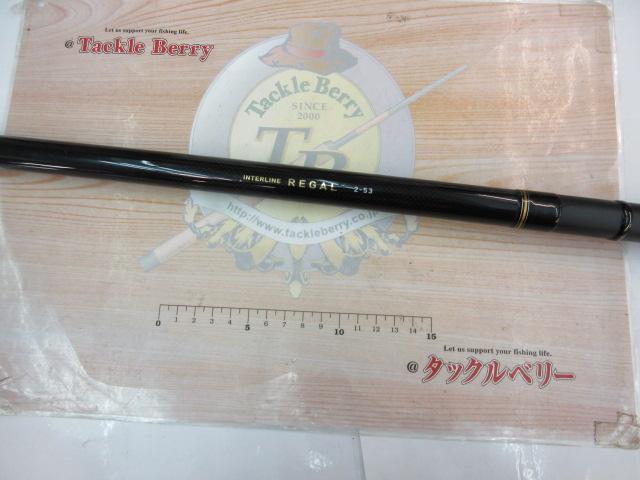 Let us support your fishing life.
@ Tackle Berry
Tackle Berry
SINCE
2000
TB
INTERLINE REGAL 2-53
http://www.tackleberry.co.jp
Tackle Berry
0 1 2 3 4 5 6 7 8 9 10 11 12 13 14 15
Let us support your fishing life.
@ タックルベリー